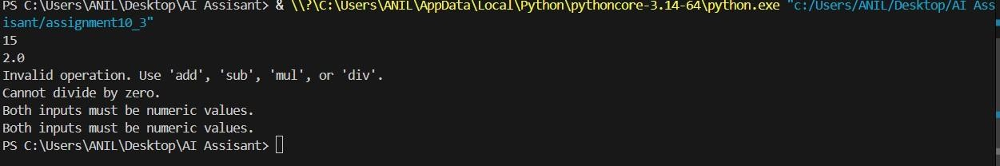 PS C:\Users\ANIL\Desktop\AI Assisant> & \\?\C:\Users\ANIL\AppData\Local\Python\pythoncore-3.14-64\python.exe "c:/Users/ANIL/Desktop/AI Ass
isant/assignment10_3"
15
2.0
Invalid operation. Use 'add', 'sub', 'mul', or 'div'.
Cannot divide by zero.
Both inputs must be numeric values.
Both inputs must be numeric values.
PS C:\Users\ANIL\Desktop\AI Assisant>